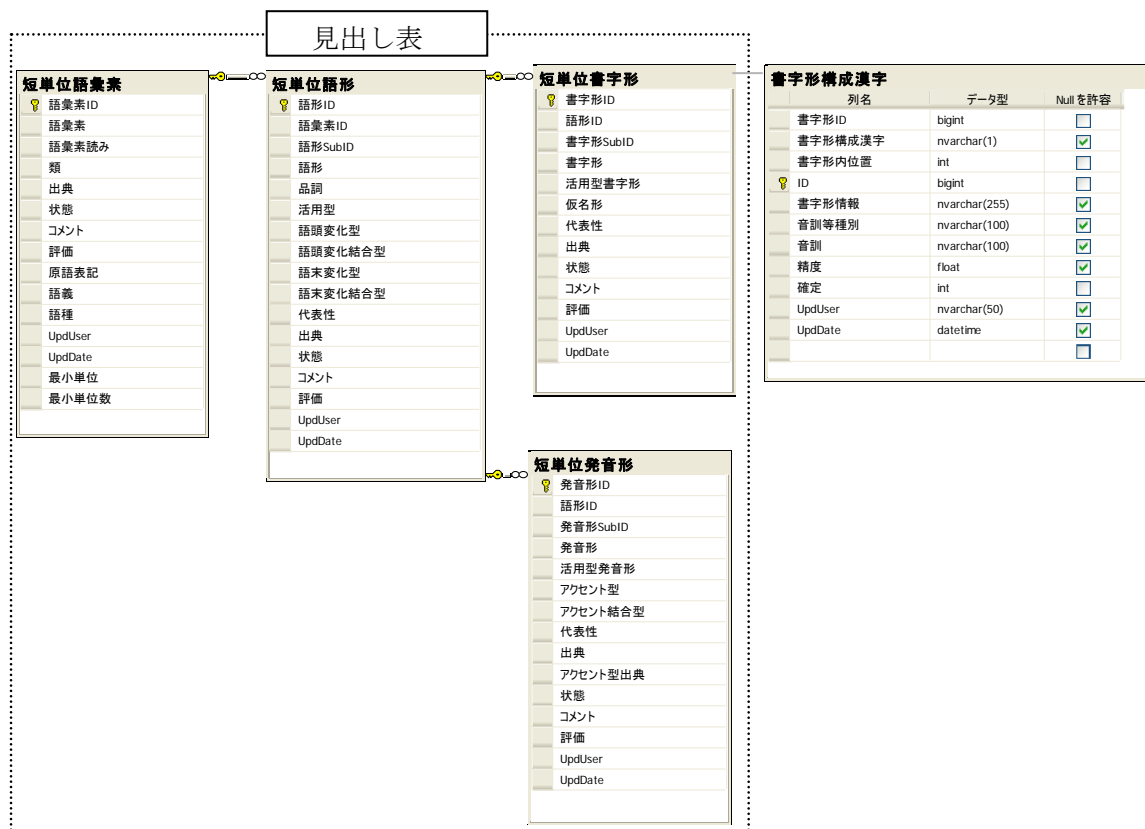 見出し表
短単位語彙素
語彙素ID
語彙素
語彙素読み
類
出典
状態
コメント
評価
原語表記
語義
語種
UpdUser
UpdDate
最小単位
最小単位数
短単位語形
語形ID
語彙素ID
語形SubID
語形
品詞
活用型
語頭変化型
語頭変化結合型
語末変化型
語末変化結合型
代表性
出典
状態
コメント
評価
UpdUser
UpdDate
短単位書字形
書字形ID
語形ID
書字形SubID
書字形
活用型書字形
仮名形
代表性
出典
状態
コメント
評価
UpdUser
UpdDate
書字形構成漢字
列名 データ型 Nullを許容
書字形ID bigint
書字形構成漢字 nvarchar(1)
書字形内位置 int
ID bigint
書字形情報 nvarchar(255)
音訓等種別 nvarchar(100)
音訓 nvarchar(100)
精度 float
確定 int
UpdUser nvarchar(50)
UpdDate datetime
短単位発音形
発音形ID
語形ID
発音形SubID
発音形
活用型発音形
アクセント型
アクセント結合型
代表性
出典
アクセント型出典
状態
コメント
評価
UpdUser
UpdDate